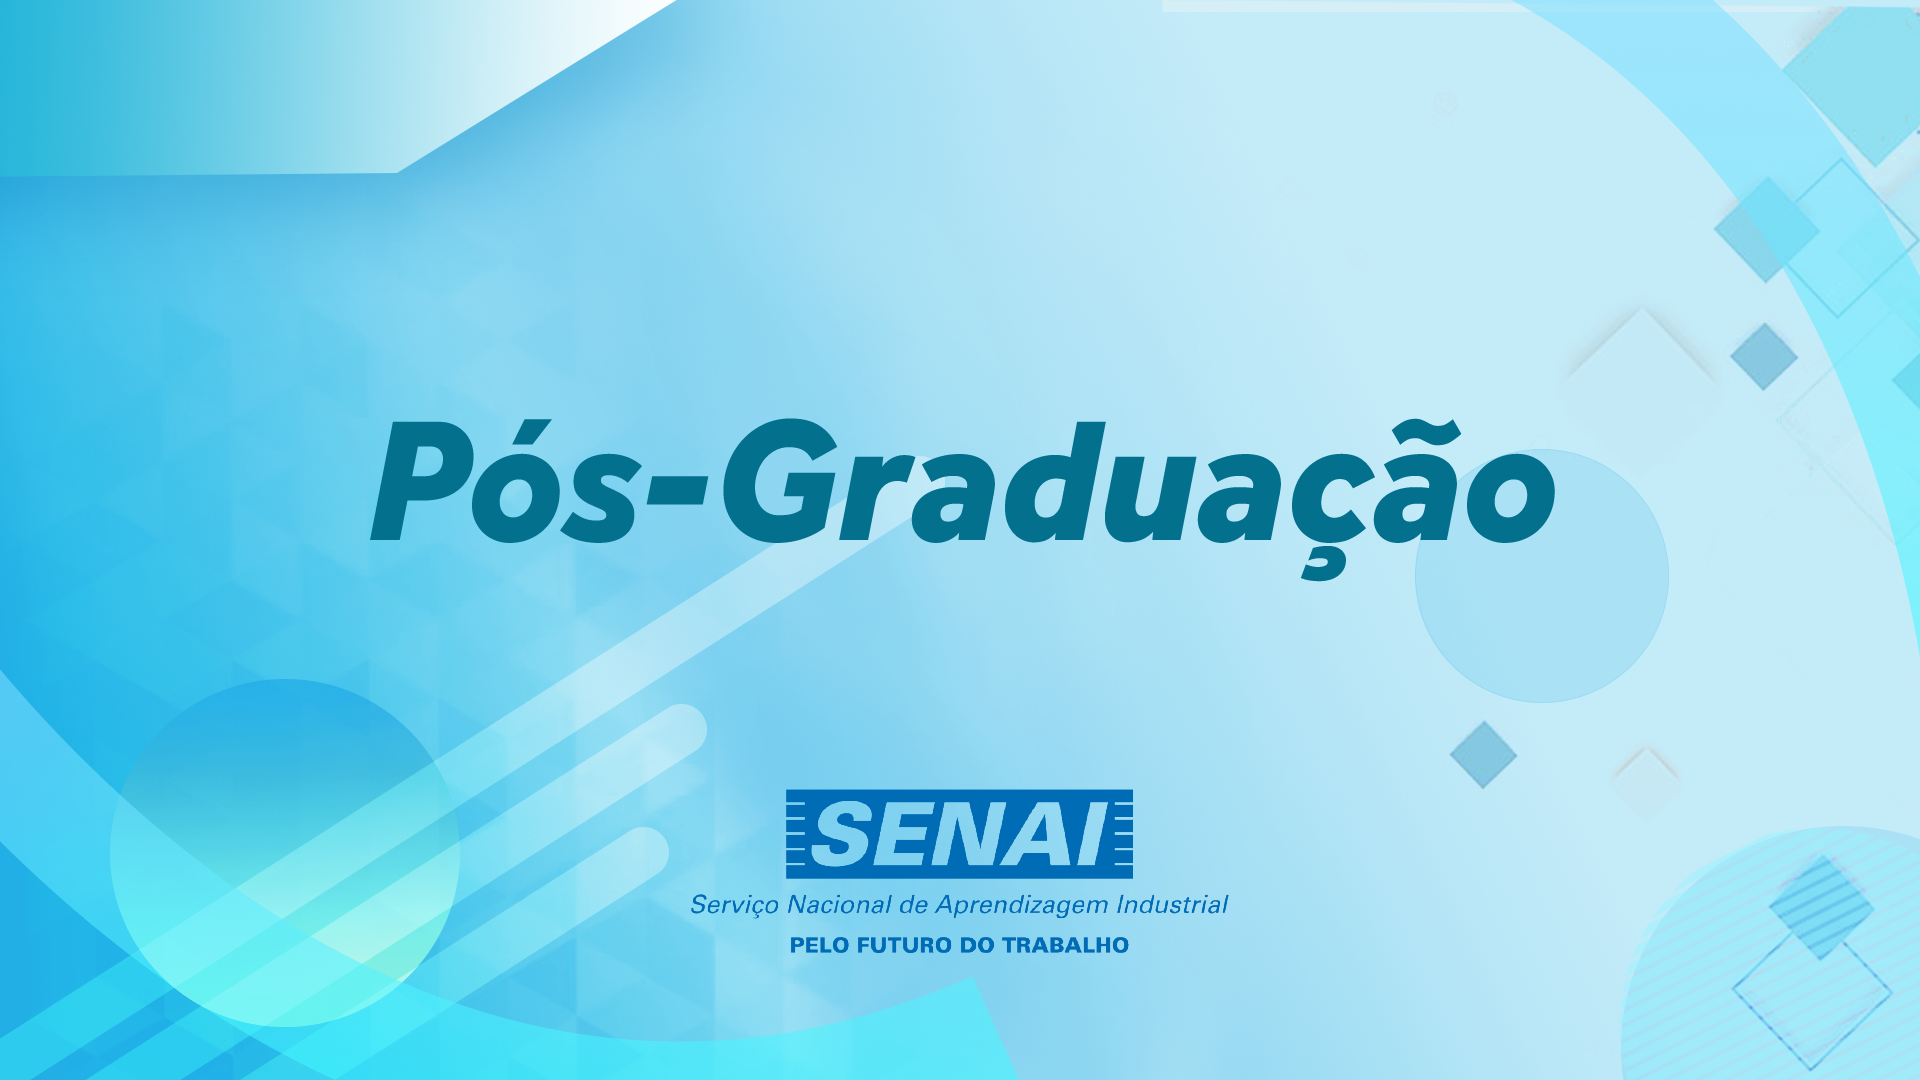 Pós-Graduação
SENAI
Serviço Nacional de Aprendizagem Industrial
PELO FUTURO DO TRABALHO